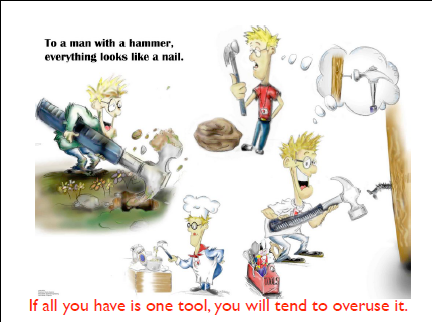 To a man with a hammer,
everything looks like a nail.
If all you have is one tool, you will tend to overuse it.